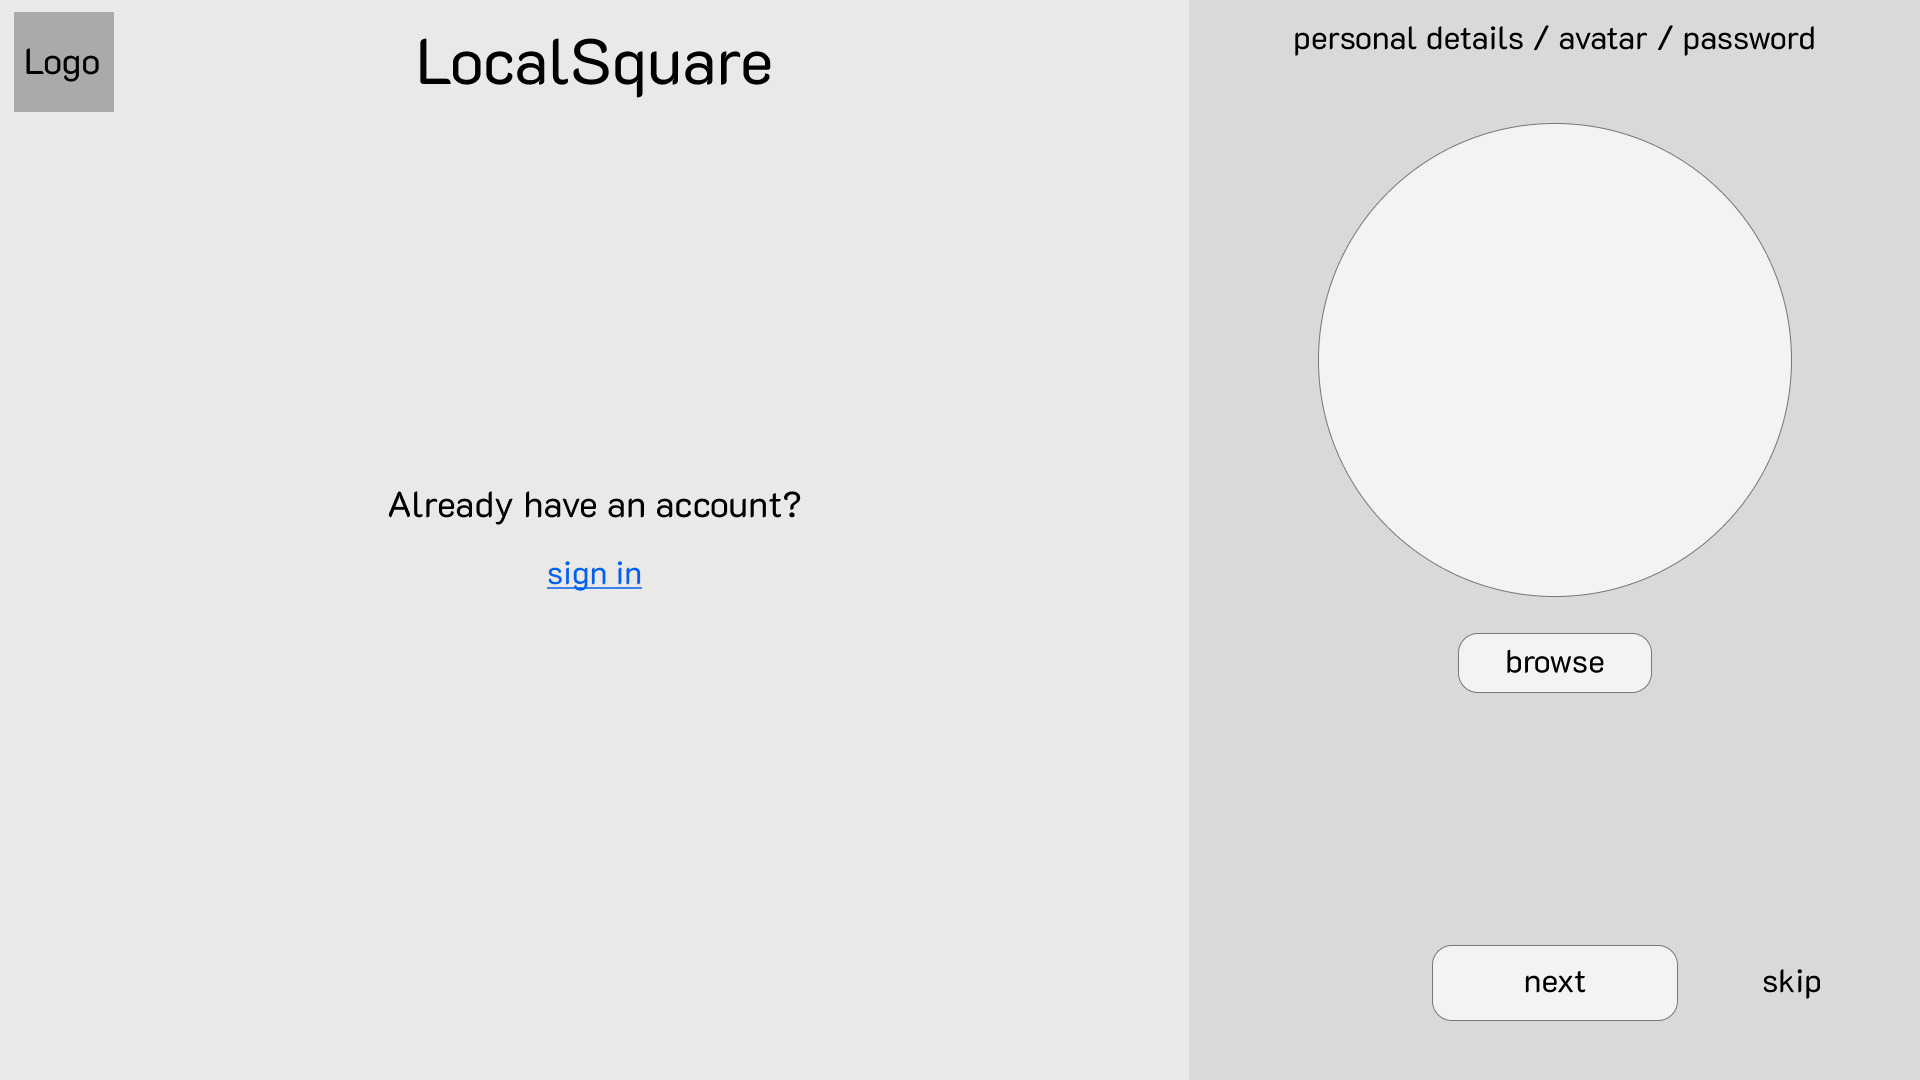 Logo
LocalSquare
Already have an account?
sign in
personal details / avatar / password
browse
next
skip